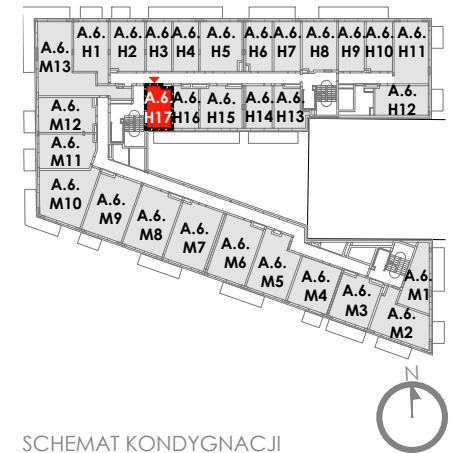 A.6. H1
A.6. H2
A.6. H3
A.6. H4
A.6. H5
A.6. H6
A.6. H7
A.6. H8
A.6. H9
A.6. H10
A.6. H11
A.6. M13
A.6. H17
A.6. H16
A.6. H15
A.6. H14
A.6. H13
A.6. H12
A.6. M12
A.6. M11
A.6. M10
A.6. M9
A.6. M8
A.6. M7
A.6. M6
A.6. M5
A.6. M4
A.6. M3
A.6. M2
A.6. M1
N
SCHEMAT KONDYGNACJI